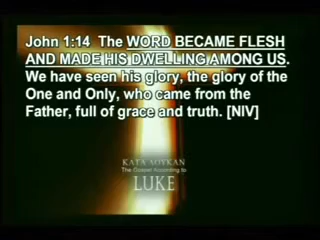 John 1:14  The WORD BECAME FLESH
AND MADE HIS DWELLING AMONG US.
We have seen his glory, the glory of the
One and Only, who came from the
Father, full of grace and truth. [NIV]
ΚΑΤΑ ΛΟΥΚΑΝ
The Gospel According to
LUKE